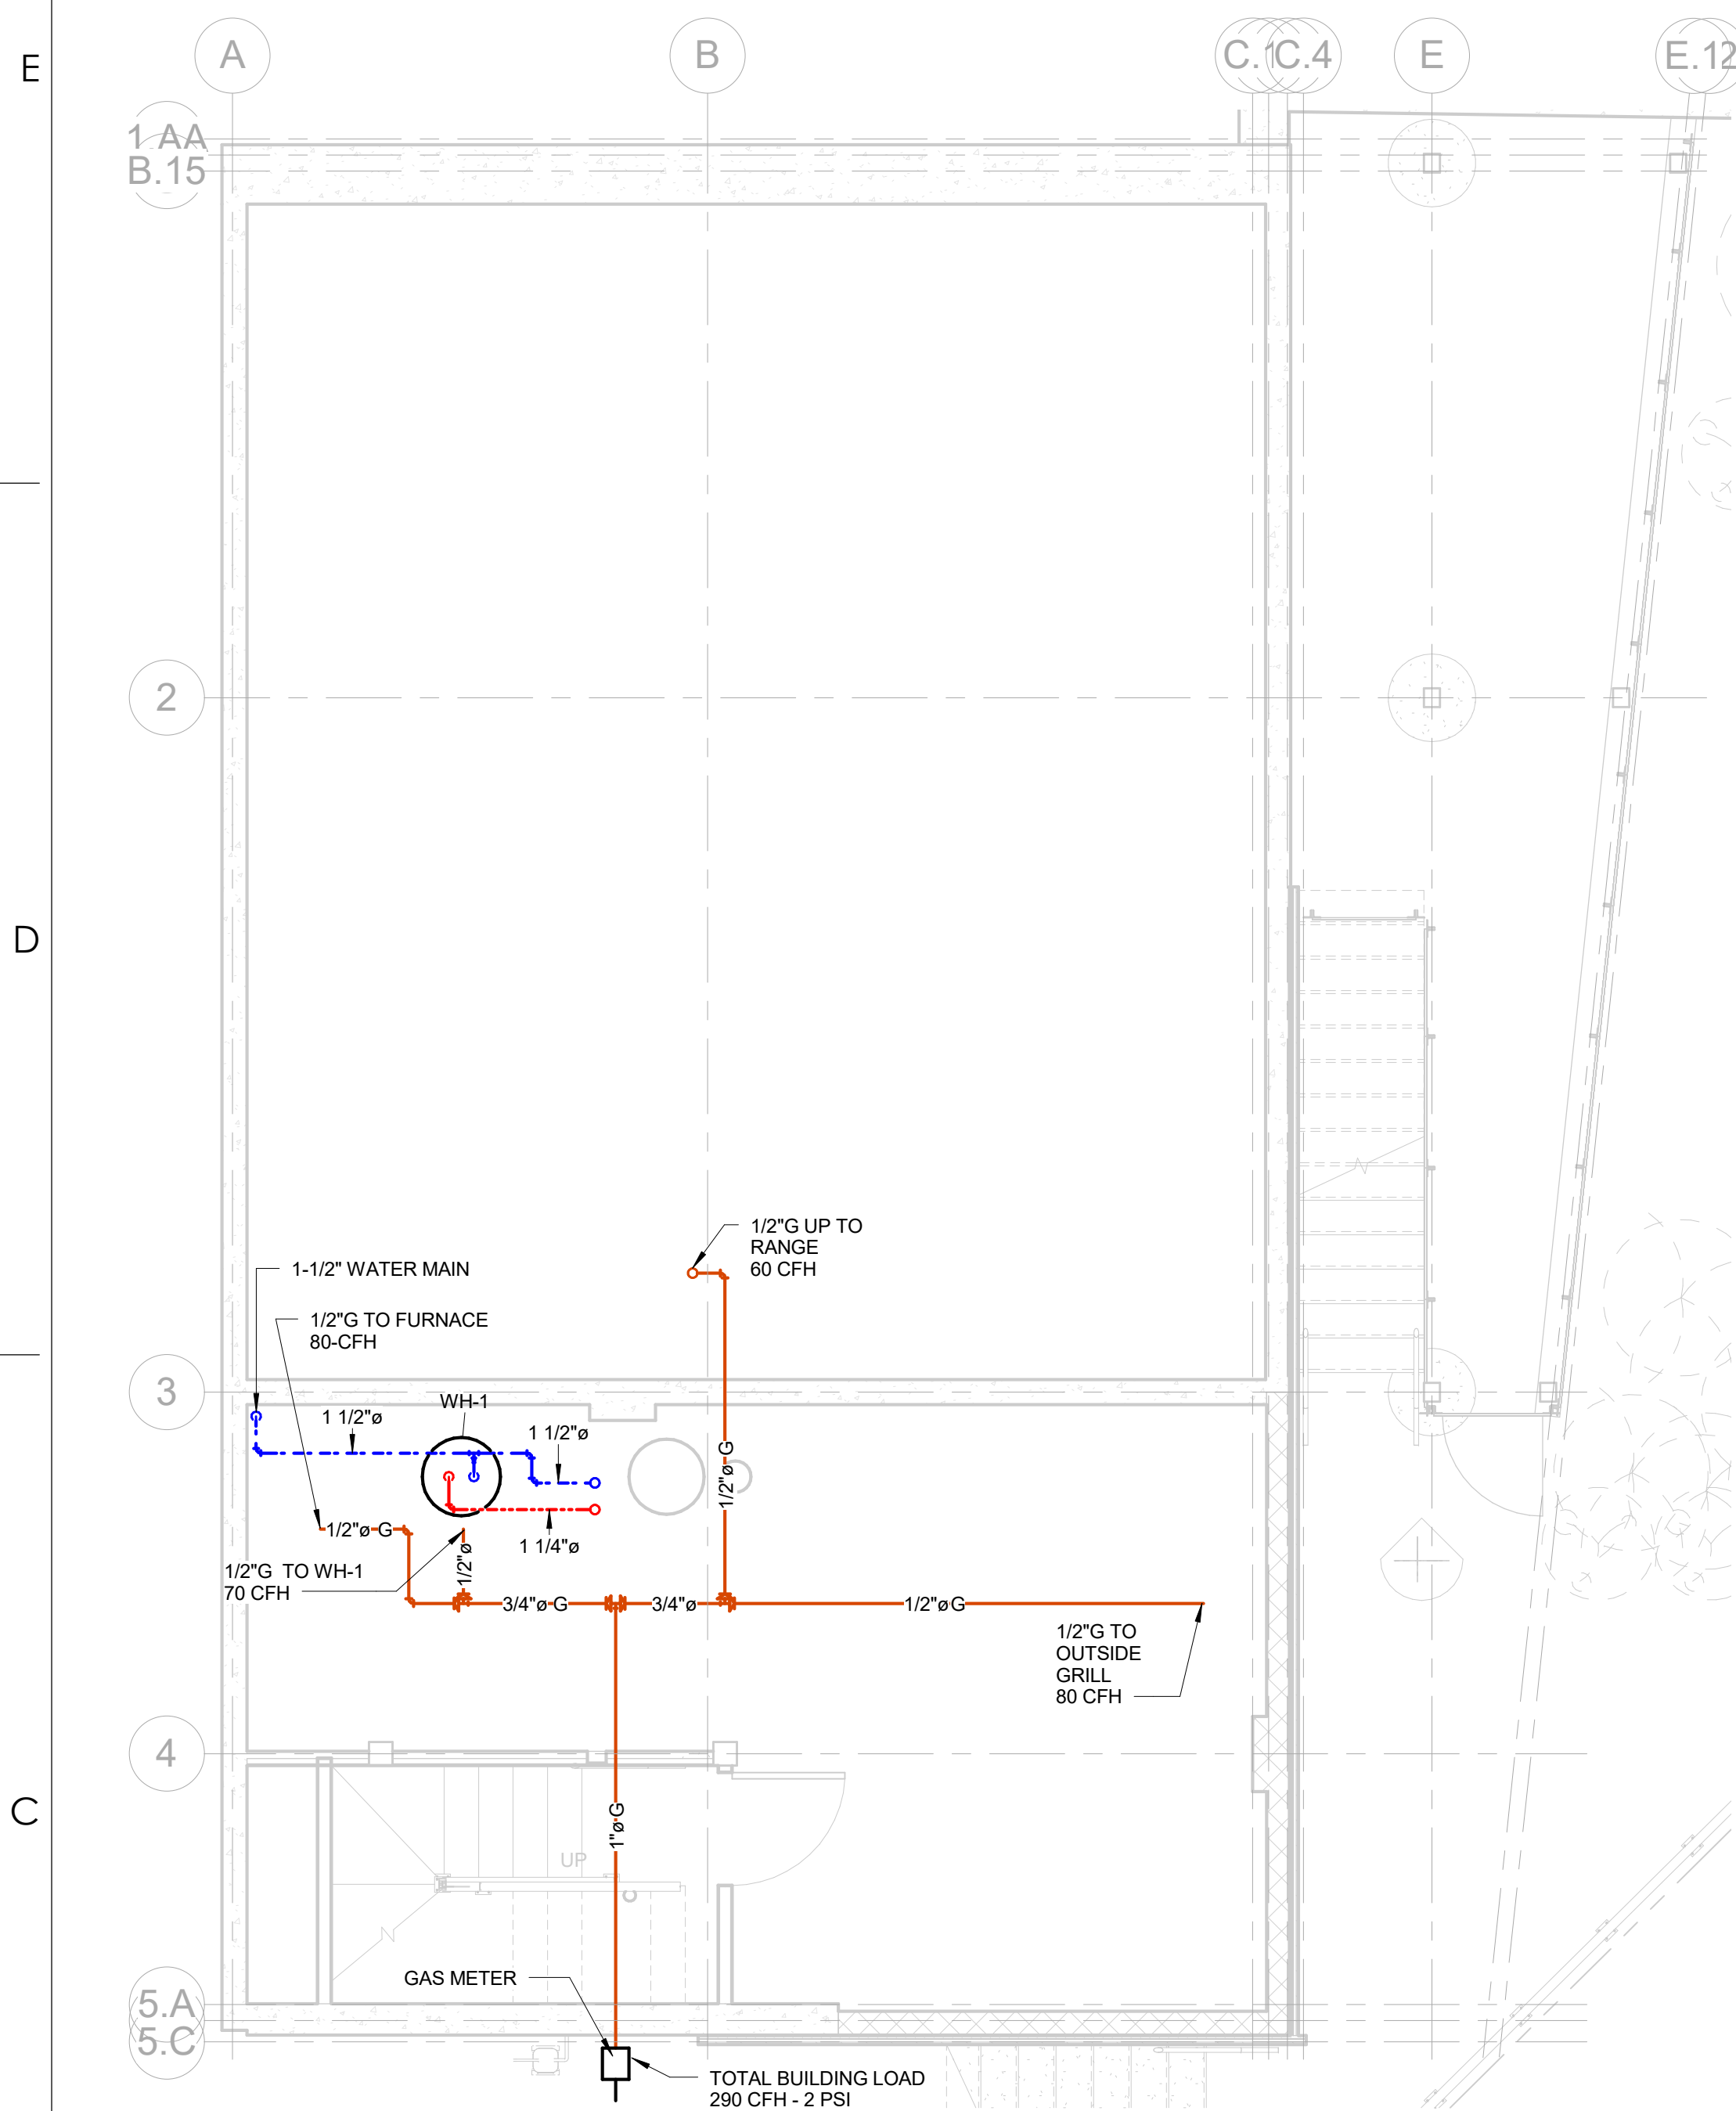 E
A
B
C.1
C.4
E
E.12
1 AA
B.15
2
D
1/2"G UP TO
RANGE
60 CFH
1-1/2" WATER MAIN
1/2"G TO FURNACE
80-CFH
3
WH-1
1 1/2"ø
1 1/2"ø
1/2"ø G
1/2"ø G
1 1/4"ø
1/2"ø
1/2"G TO WH-1
70 CFH
3/4"ø G
3/4"ø
1/2"ø G
1/2"G TO
OUTSIDE
GRILL
80 CFH
4
C
1"ø G
UP
GAS METER
5.A
5.C
TOTAL BUILDING LOAD
290 CFH - 2 PSI